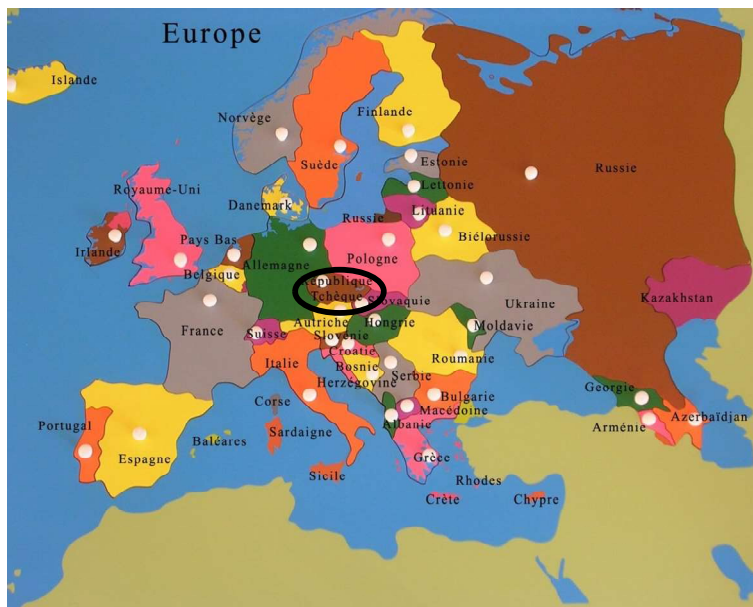 Europe
Islande
Norvège
Finlande
Suède
Estonie
Russie
Royaume-Uni
Lettonie
Danemark
Lituanie
Russie
Irlande
Pays Bas
Biélorussie
Pologne
Belgique
Allemagne
République
Tchèque
Slovaquie
Ukraine
Kazakhstan
France
Suisse
Autriche
Hongrie
Moldavie
Slovénie
Croatie
Italie
Bosnie
Herzégovine
Roumanie
Serbie
Georgie
Corse
Bulgarie
Macédoine
Albanie
Arménie
Azerbaïdjan
Portugal
Espagne
Baléares
Sardaigne
Grèce
Sicile
Rhodes
Crète
Chypre